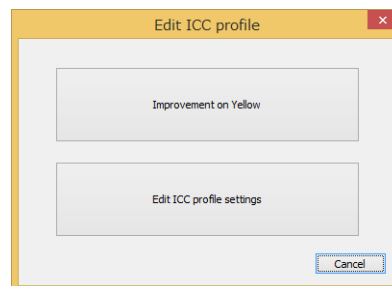 Edit ICC profile
Improvement on Yellow
Edit ICC profile settings
Cancel